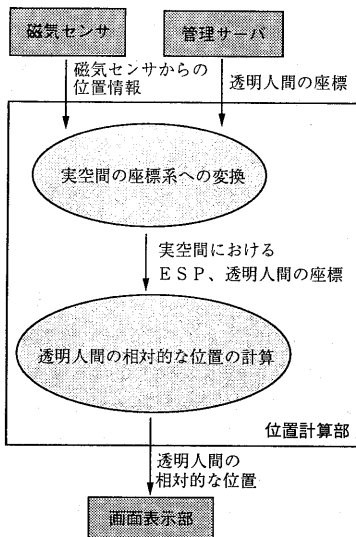 磁気センサ
管理サーバ
磁気センサからの
位置情報
透明人間の座標
実空間の座標系への変換
実空間における
ESP、透明人間の座標
透明人間の相対的な位置の計算
位置計算部
透明人間の
相対的な位置
画面表示部